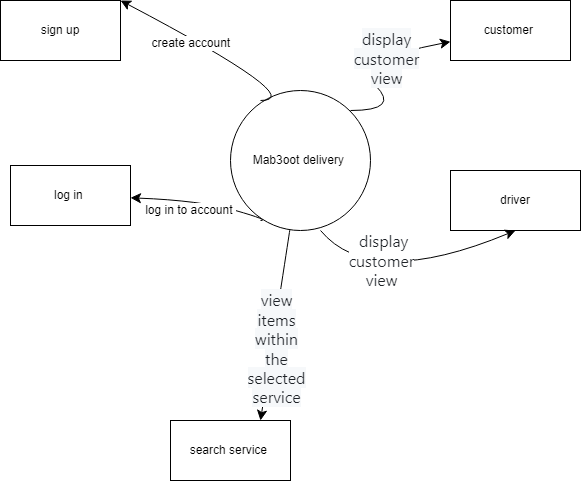 sign up
create account
display
customer
view
customer
Mab3oot delivery
log in
log in to account
driver
display
customer
view
view
items
within
the
selected
service
search service